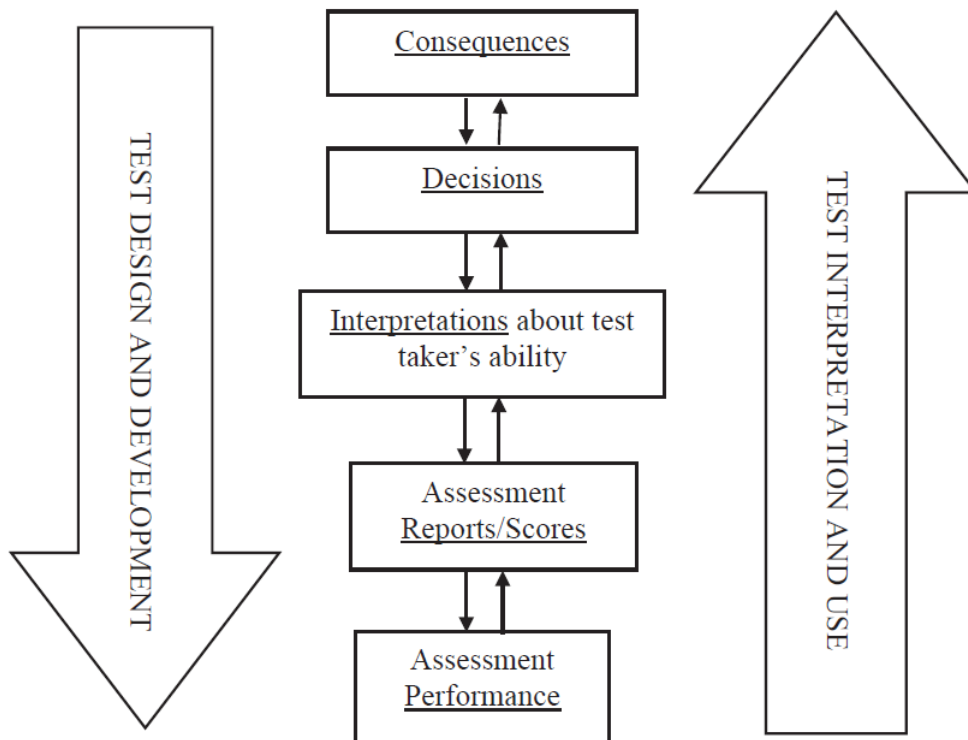 Consequences
Decisions
Interpretations about test
taker’s ability
Assessment
Reports/Scores
Assessment
Performance
TEST DESIGN AND DEVELOPMENT
TEST INTERPRETATION AND USE